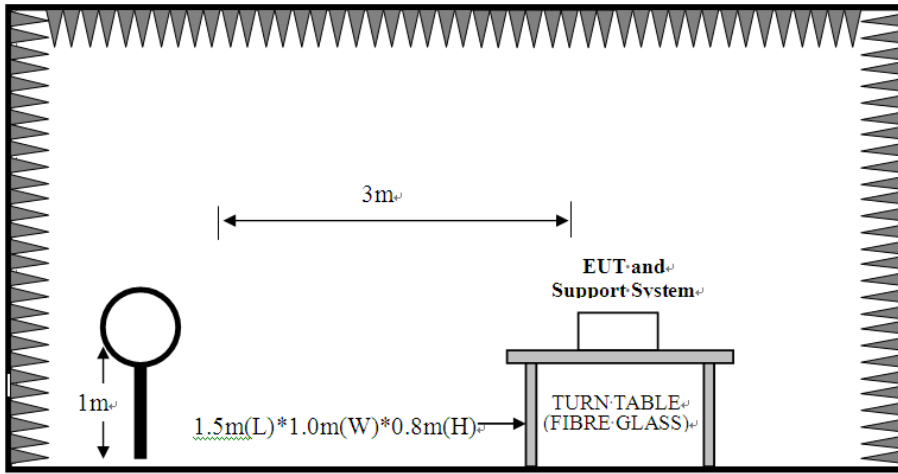 3m
EUT and
Support System
1m
1.5m(L)*1.0m(W)*0.8m(H)
TURN TABLE
(FIBRE GLASS)